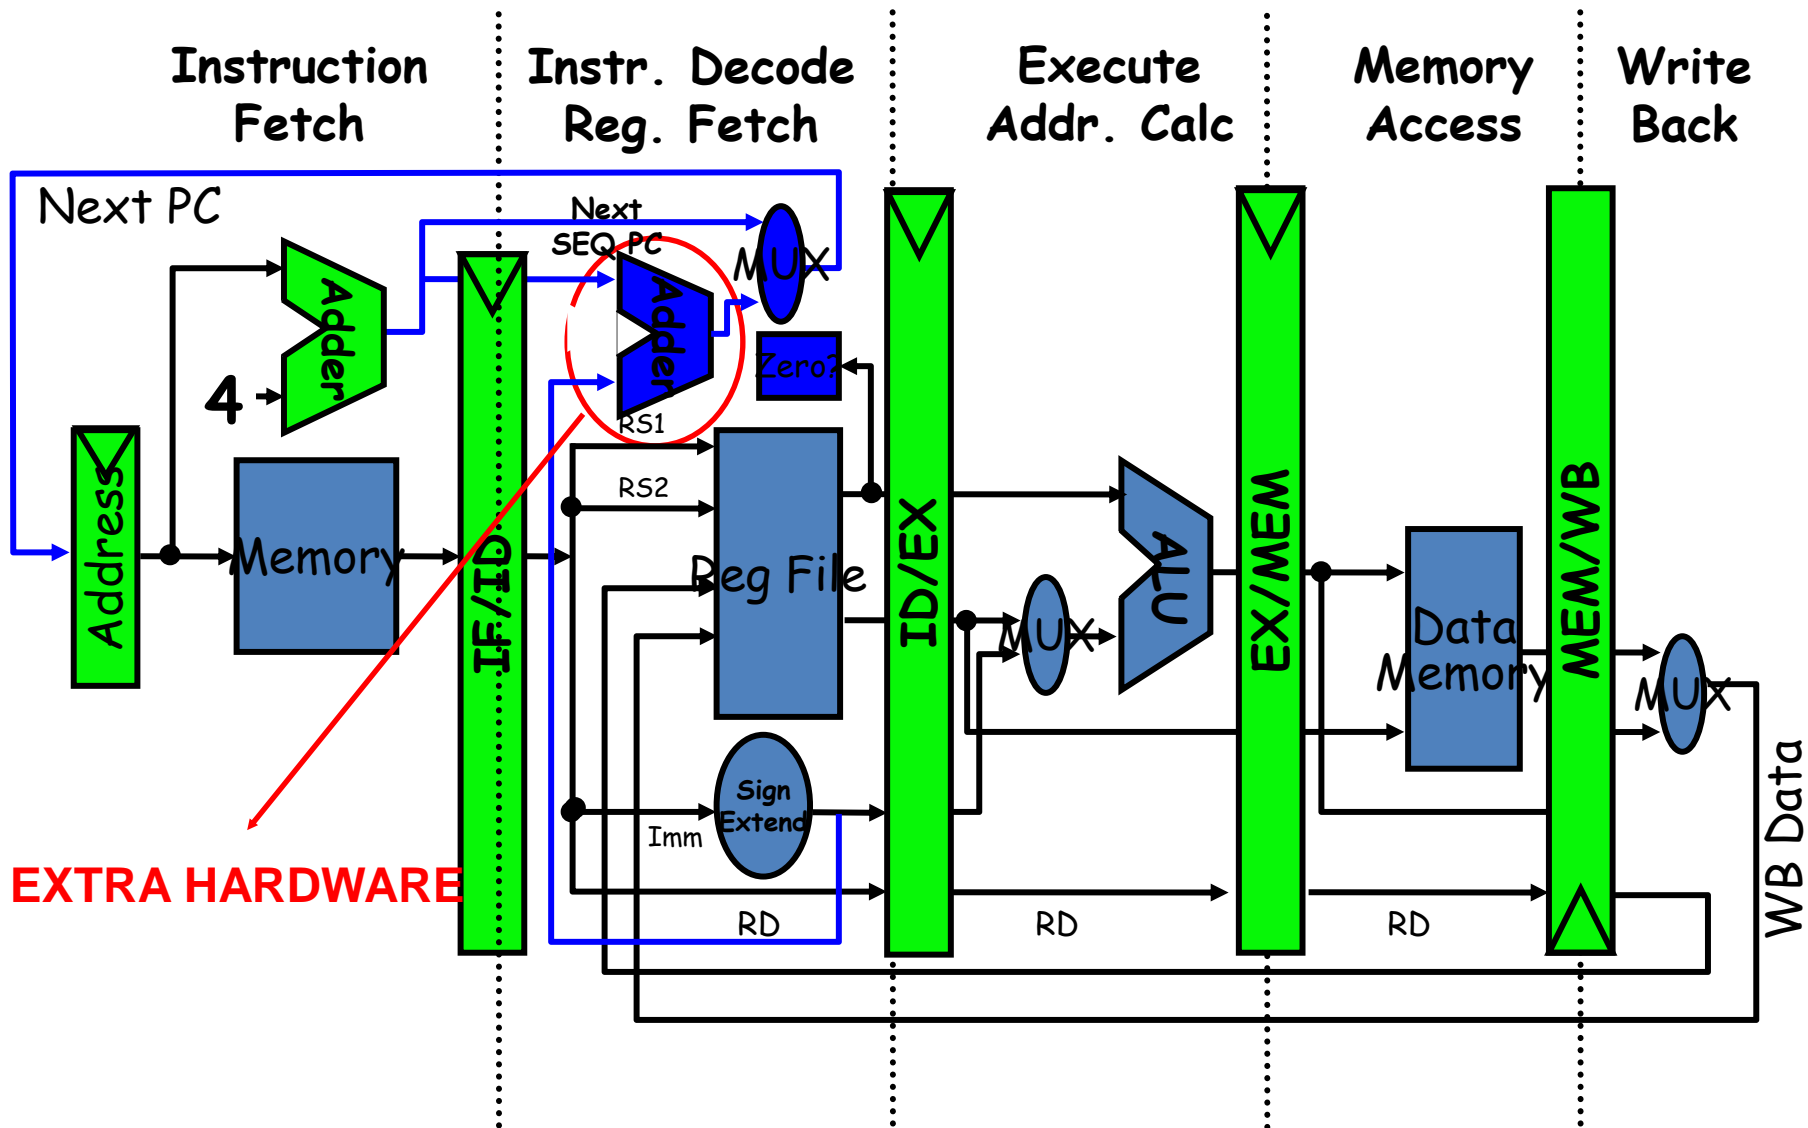 Instruction
Fetch
Instr. Decode
Reg. Fetch
Execute
Addr. Calc
Memory
Access
Write
Back
Next PC
Next
SEQ PC
MUX
Adder
Adder
Zero?
4
RS1
Address
Memory
IF/ID
RS2
Reg File
ID/EX
MUX
ALU
EX/MEM
Data
Memory
MEM/WB
MUX
WB Data
Sign
Extend
Imm
EXTRA HARDWARE
RD
RD
RD